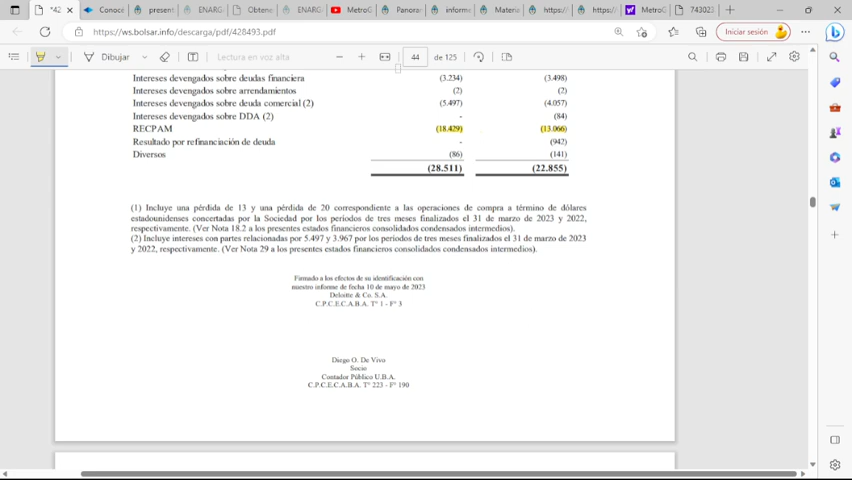 *42
Conocé
present
ENARG
Obtene
ENARG
MetroG
Panora
informe
Materia
https://
https://
MetroG
743023
https://ws.bolsar.info/descarga/pdf/428493.pdf
Iniciar sesión
Dibujar
Lectura en voz alta
44
de 125
Intereses devengados sobre deudas financiera (3.234) (3.498)
Intereses devengados sobre arrendamientos (2) (2)
Intereses devengados sobre deuda comercial (2) (5.497) (4.057)
Intereses devengados sobre DDA (2) - (84)
RECPAM (18.429) (13.066)
Resultado por refinanciación de deuda - (942)
Diversos (86) (141)
(28.511) (22.855)
(1) Incluye una pérdida de 13 y una pérdida de 20 correspondiente a las operaciones de compra a término de dólares
estadounidenses concertadas por la Sociedad por los períodos de tres meses finalizados el 31 de marzo de 2023 y 2022,
respectivamente. (Ver Nota 18.2 a los presentes estados financieros consolidados condensados intermedios).
(2) Incluye intereses con partes relacionadas por 5.497 y 3.967 por los períodos de tres meses finalizados el 31 de marzo de 2023
y 2022, respectivamente. (Ver Nota 29 a los presentes estados financieros consolidados condensados intermedios).
Firmado a los efectos de su identificación con
nuestro informe de fecha 10 de mayo de 2023
Deloitte & Co. S.A.
C.P.C.E.C.A.B.A. T° 1 - F° 3
Diego O. De Vivo
Socio
Contador Público U.B.A.
C.P.C.E.C.A.B.A. T° 223 - F° 190